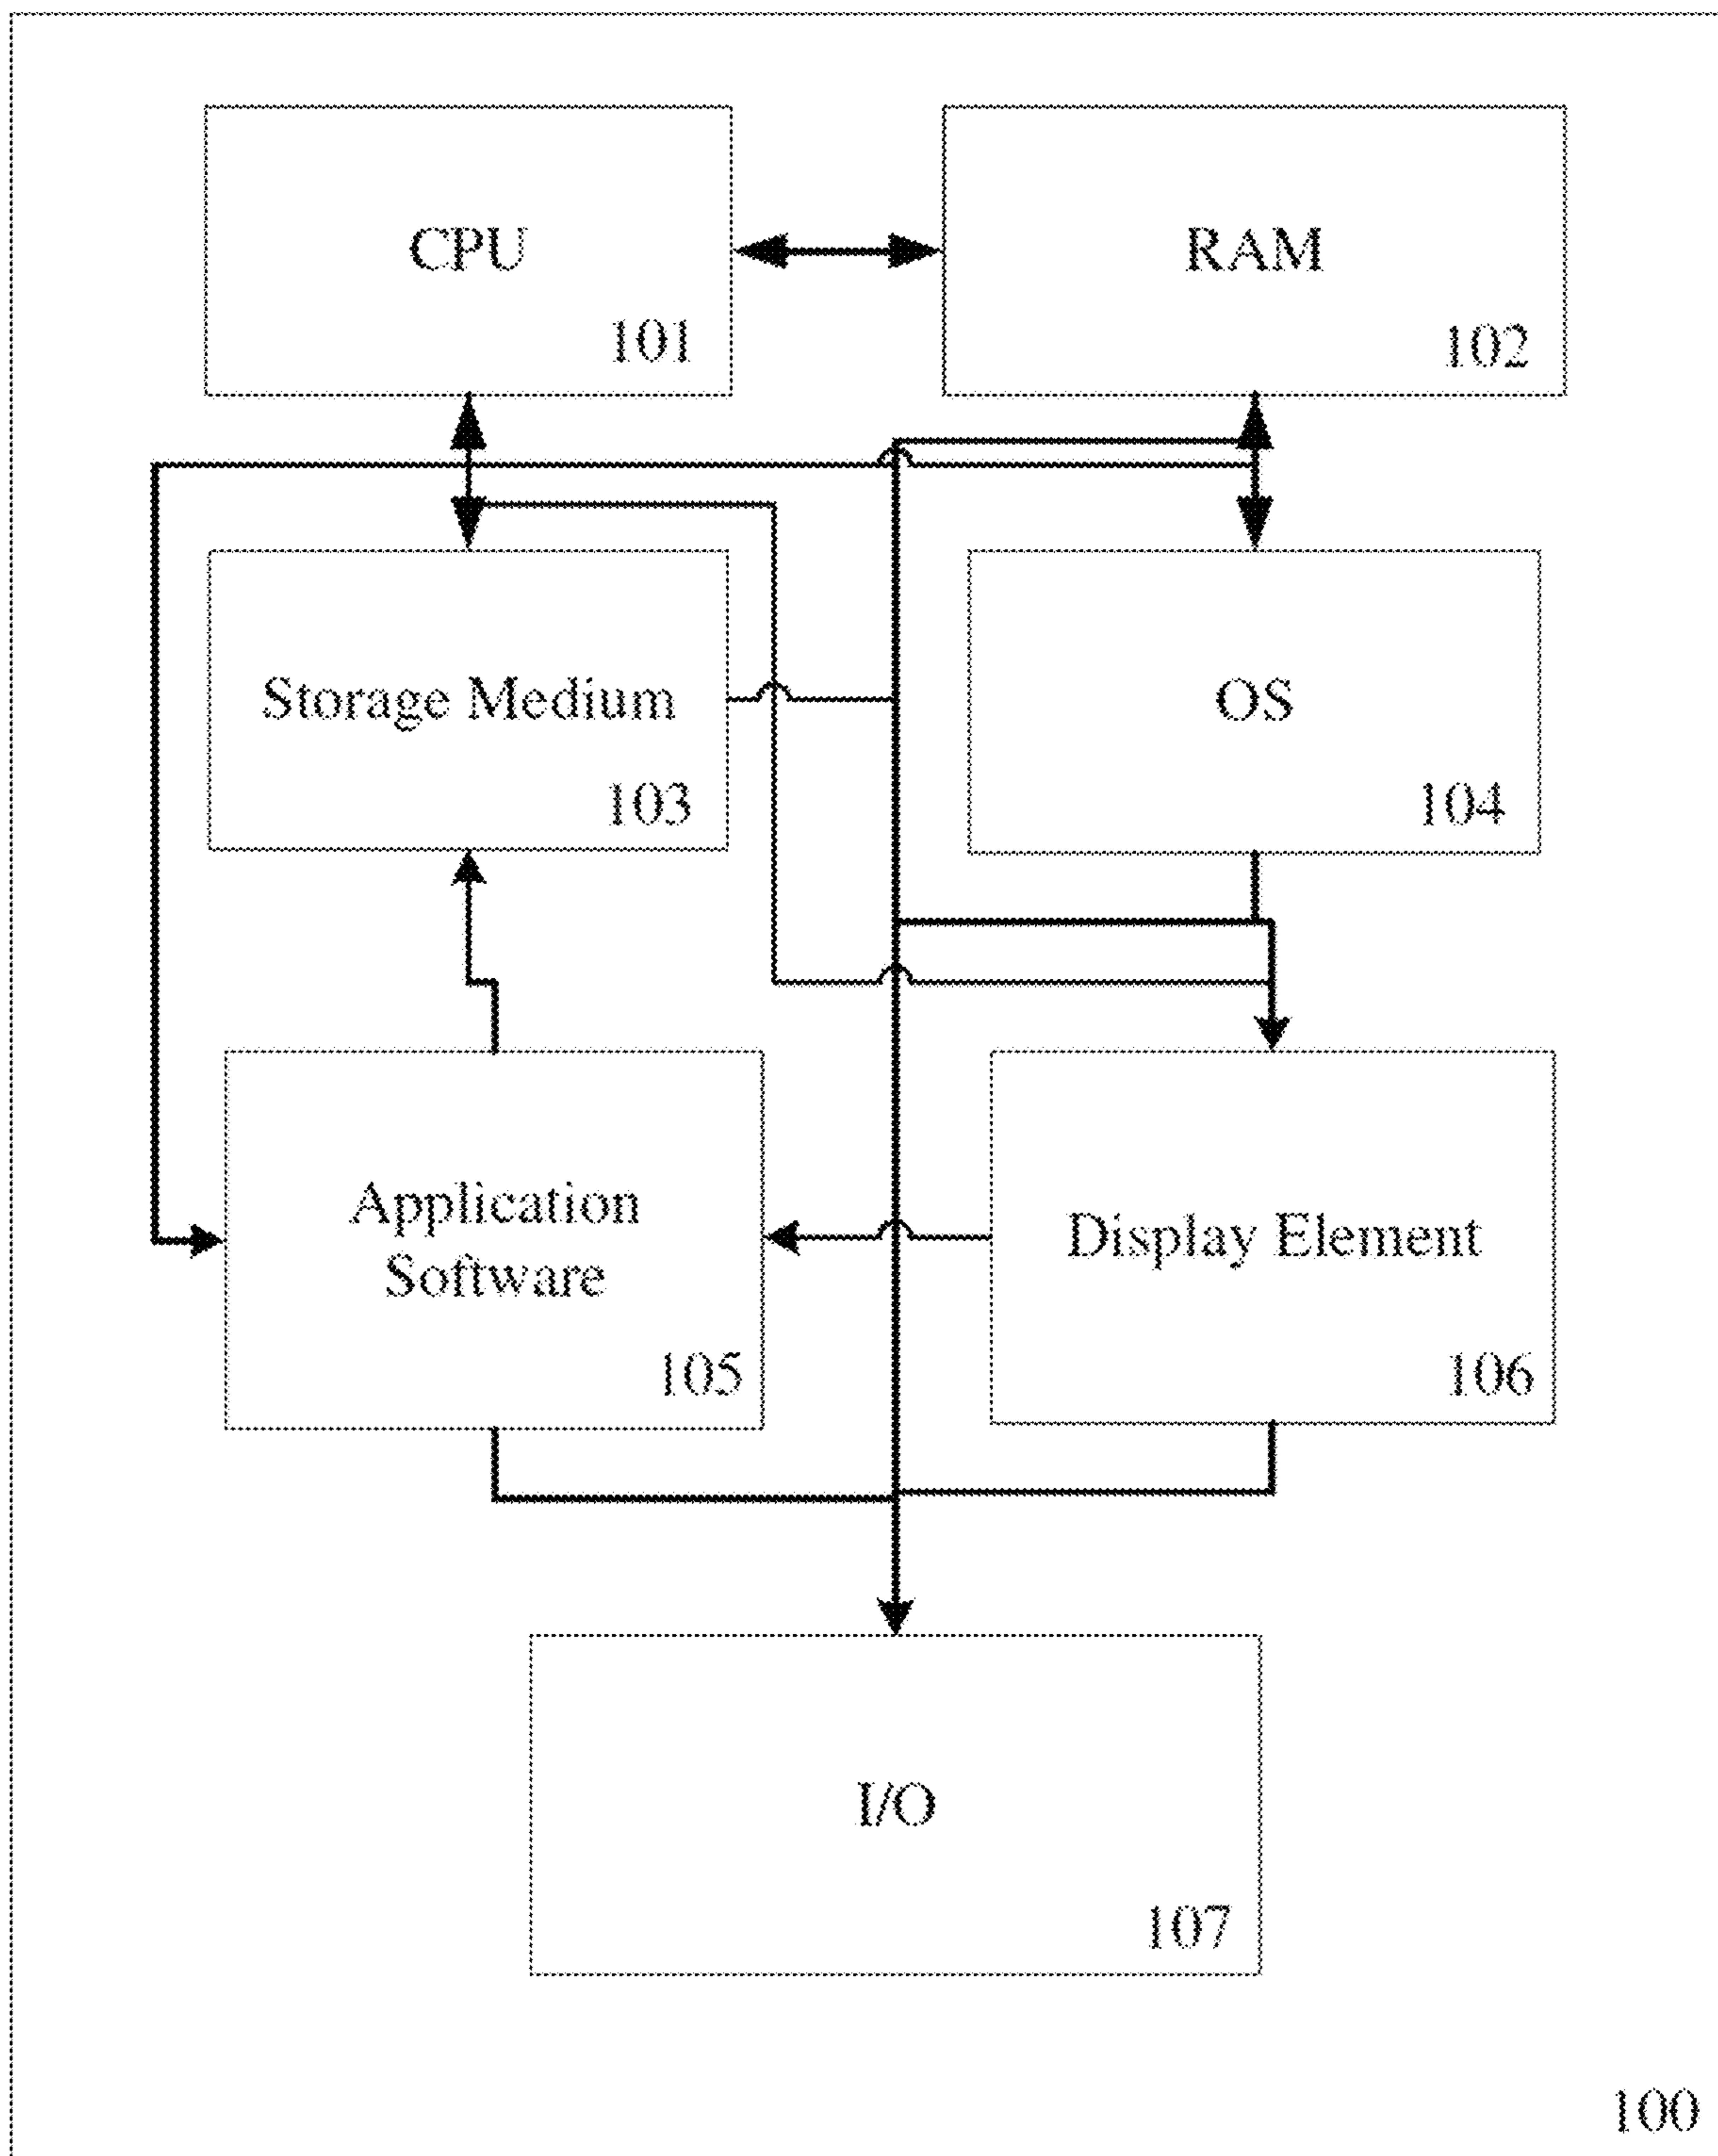 CPU
101
RAM
102
Storage Medium
103
OS
104
Application
Software
105
Display Element
106
I/O
107
100